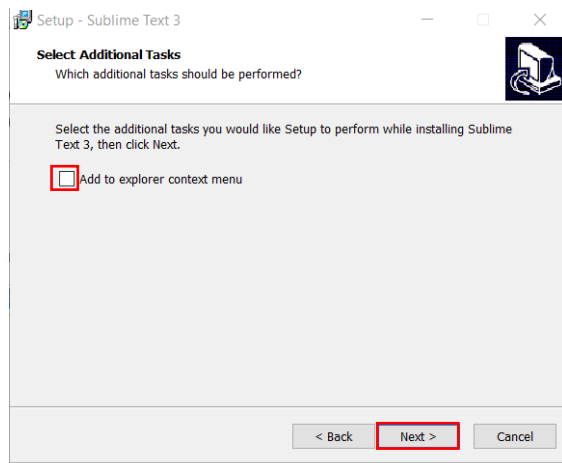 Setup - Sublime Text 3
Select Additional Tasks
Which additional tasks should be performed?
Select the additional tasks you would like Setup to perform while installing Sublime
Text 3, then click Next.
Add to explorer context menu
< Back
Next >
Cancel